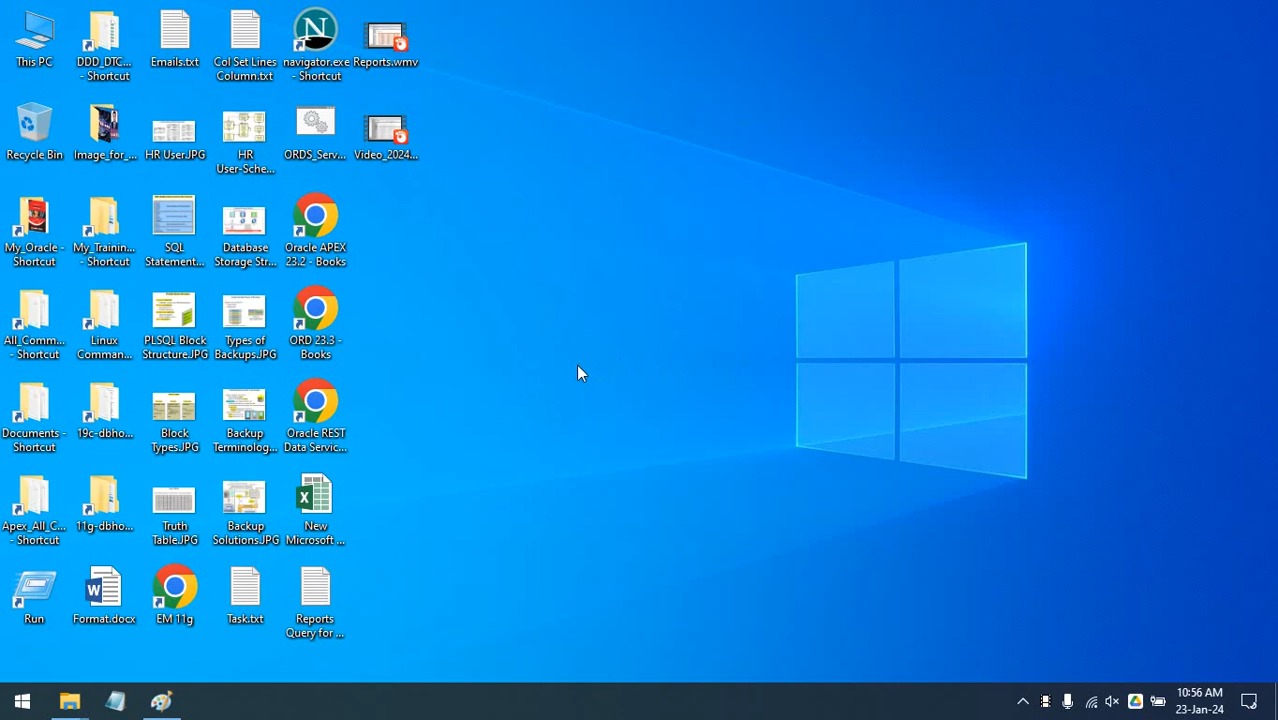 This PC
DDD_DTC...
- Shortcut
Emails.txt
Col Set Lines
Column.txt
navigator.exe
- Shortcut
Reports.wmv
Recycle Bin
Image_for_...
HR User.JPG
HR
User-Sche...
ORDS_Serv...
Video_2024...
My_Oracle -
Shortcut
My_Trainin...
- Shortcut
SQL
Statement...
Database
Storage Str...
Oracle APEX
23.2 - Books
All_Comm...
- Shortcut
Linux
Comman...
PLSQL Block
Structure.JPG
Types of
Backups.JPG
ORD 23.3 -
Books
Documents -
Shortcut
19c-dbho...
Block
Types.JPG
Backup
Terminolog...
Oracle REST
Data Servic...
Apex_All_C...
- Shortcut
11g-dbho...
Truth
Table.JPG
Backup
Solutions.JPG
New
Microsoft ...
Run
Format.docx
EM 11g
Task.txt
Reports
Query for ...
10:56 AM
23-Jan-24